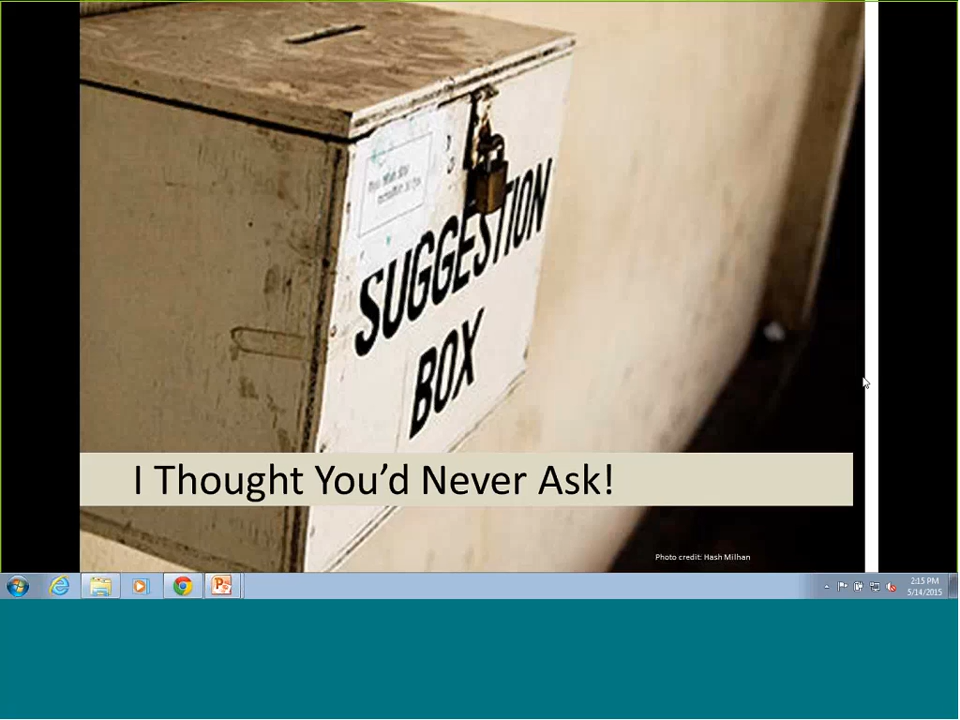 SUGGESTION
BOX
I Thought You’d Never Ask!
Photo credit: Hash Milhan
2:15 PM
5/14/2015